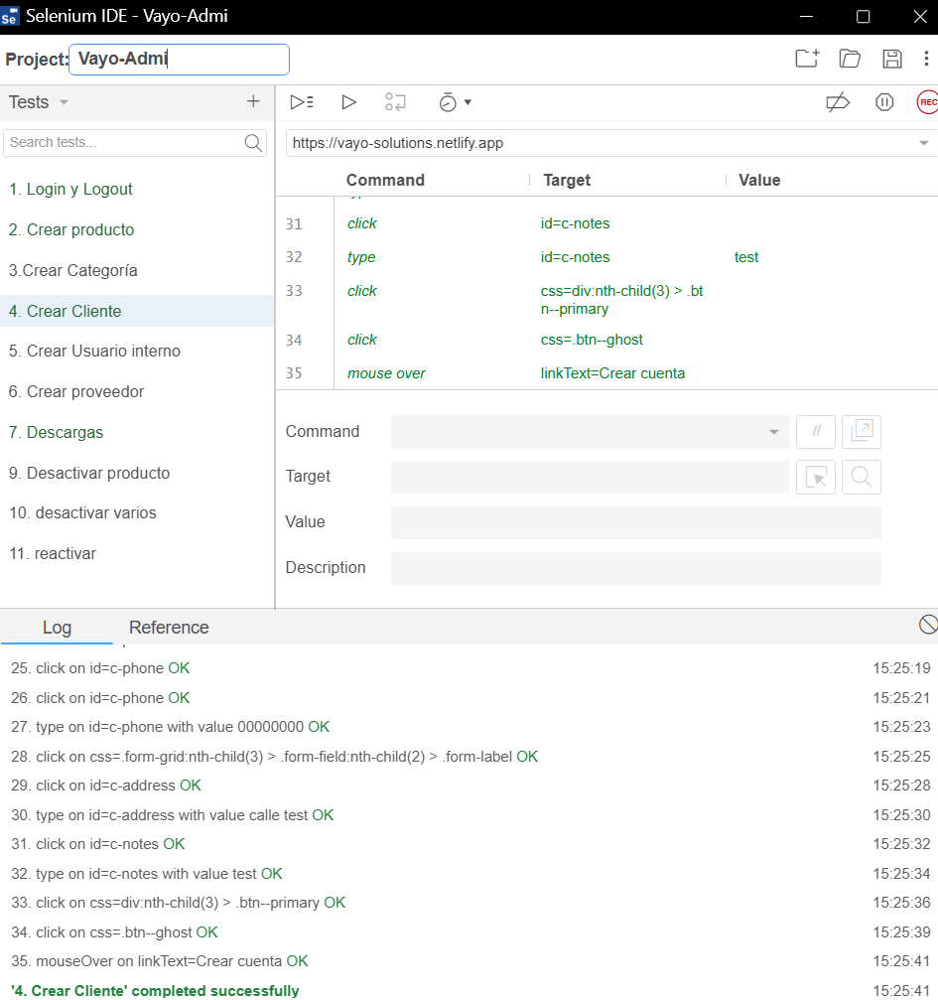 Se Selenium IDE - Vayo-Admi
Project: Vayo-Admi
Tests
REC
Search tests...
https://vayo-solutions.netlify.app
Command Target Value
1. Login y Logout
2. Crear producto
3.Crear Categoría
4. Crear Cliente
5. Crear Usuario interno
6. Crear proveedor
7. Descargas
9. Desactivar producto
10. desactivar varios
11. reactivar
31 click id=c-notes
32 type id=c-notes test
33 click css=div:nth-child(3) > .bt
n--primary
34 click css=.btn--ghost
35 mouse over linkText=Crear cuenta
Command //
Target
Value
Description
Log Reference
25. click on id=c-phone OK 15:25:19
26. click on id=c-phone OK 15:25:21
27. type on id=c-phone with value 00000000 OK 15:25:23
28. click on css=.form-grid:nth-child(3) > .form-field:nth-child(2) > .form-label OK 15:25:25
29. click on id=c-address OK 15:25:28
30. type on id=c-address with value calle test OK 15:25:30
31. click on id=c-notes OK 15:25:32
32. type on id=c-notes with value test OK 15:25:34
33. click on css=div:nth-child(3) > .btn--primary OK 15:25:36
34. click on css=.btn--ghost OK 15:25:39
35. mouseOver on linkText=Crear cuenta OK 15:25:41
'4. Crear Cliente' completed successfully 15:25:41